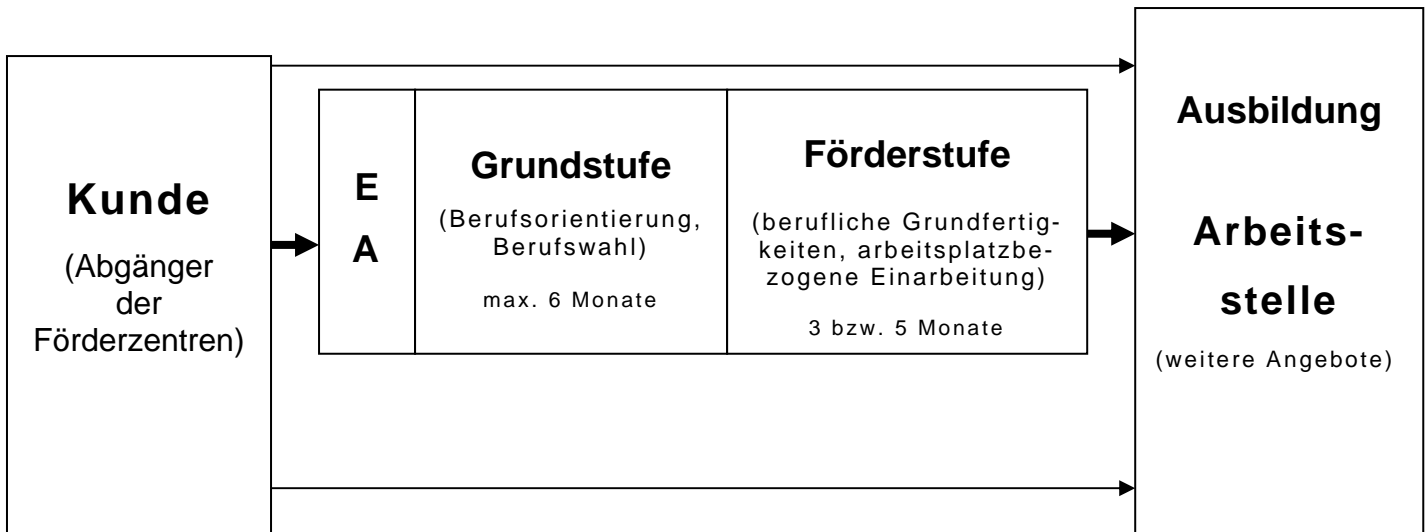 Kunde
(Abgänger
der
Förderzentren)
E
A
Grundstufe
(Berufsorientierung,
Berufswahl)
max. 6 Monate
Förderstufe
(berufliche Grundfertig-
keiten, arbeitsplatzbe-
zogene Einarbeitung)
3 bzw. 5 Monate
Ausbildung
Arbeits-
stelle
(weitere Angebote)